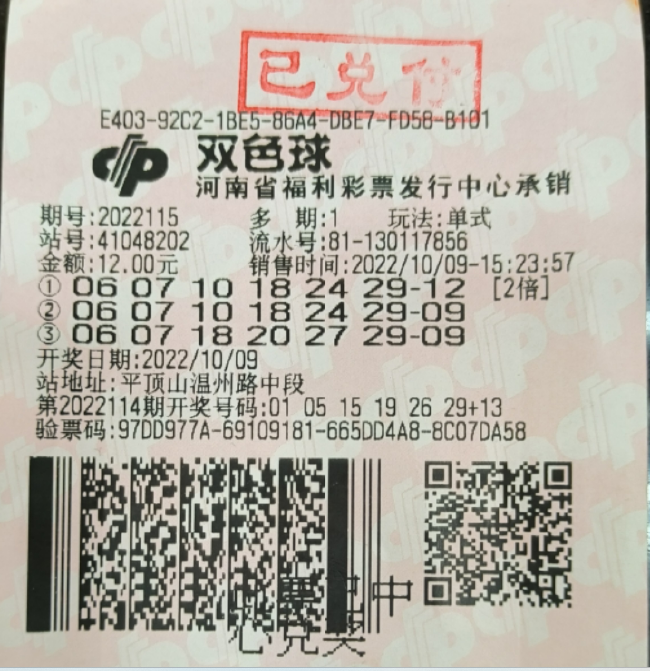 已兑付
E403-92C2-1BE5-86A4-DBE7-FD58-B101
双色球
河南省福利彩票发行中心承销
期号:2022115 多 期:1 玩法:单式
站号:41048202 流水号:81-130117856
金额:12.00元 销售时间:2022/10/09-15:23:57
① 06 07 10 18 24 29-12 [2倍]
② 06 07 10 18 24 29-09
③ 06 07 18 20 27 29-09
开奖日期:2022/10/09
站地址:平顶山温州路中段
第2022114期开奖号码:01 05 15 19 26 29+13
验票码:97DD977A-69109181-665DD4A8-8C07DA58
中
心兑奖